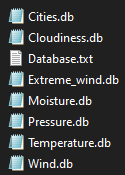 Cities.db
Cloudiness.db
Database.txt
Extreme_wind.db
Moisture.db
Pressure.db
Temperature.db
Wind.db